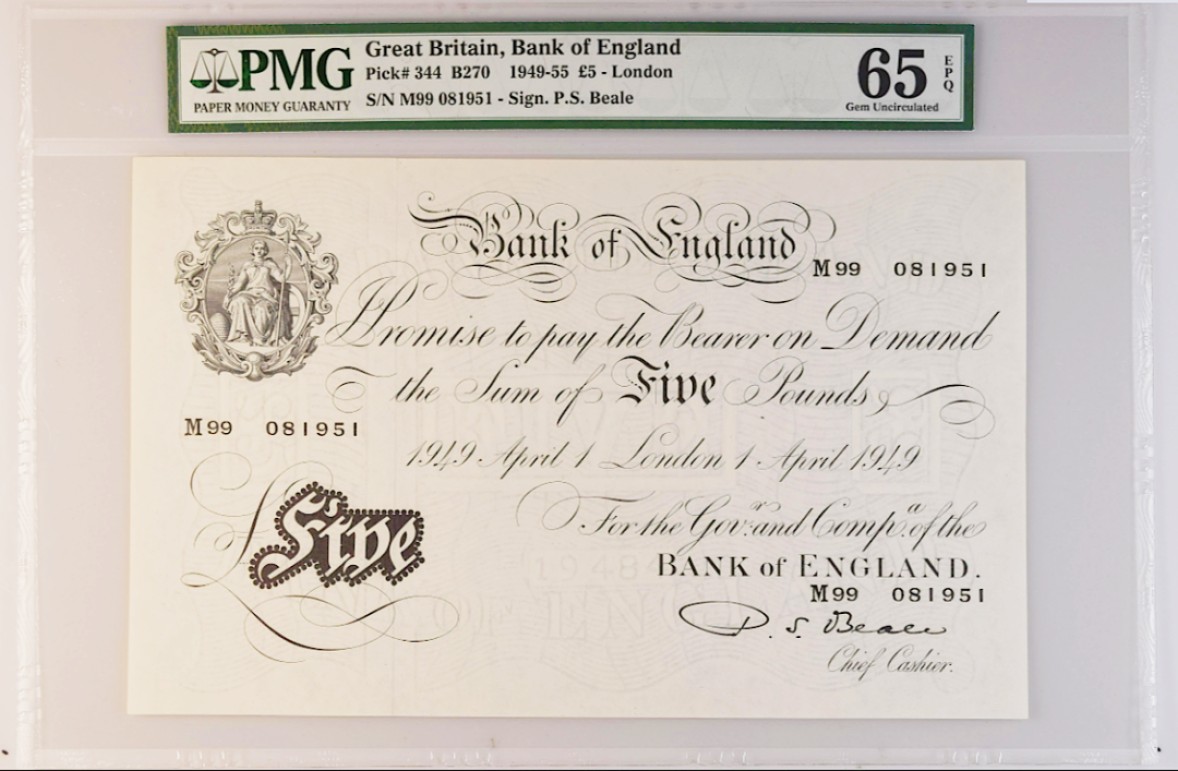 PMG
PAPER MONEY GUARANTY
Great Britain, Bank of England
Pick# 344 B270 1949-55 £5 - London
S/N M99 081951 - Sign. P.S. Beale
65 EPQ
Gem Uncirculated
Bank of England
M99 081951
I Promise to pay the Bearer on Demand
the Sum of Five Pounds
M99 081951
1949 April 1 London 1 April 1949
For the Govr. and Compa. of the
£Five
BANK of ENGLAND.
M99 081951
P. S. Beale
Chief Cashier.